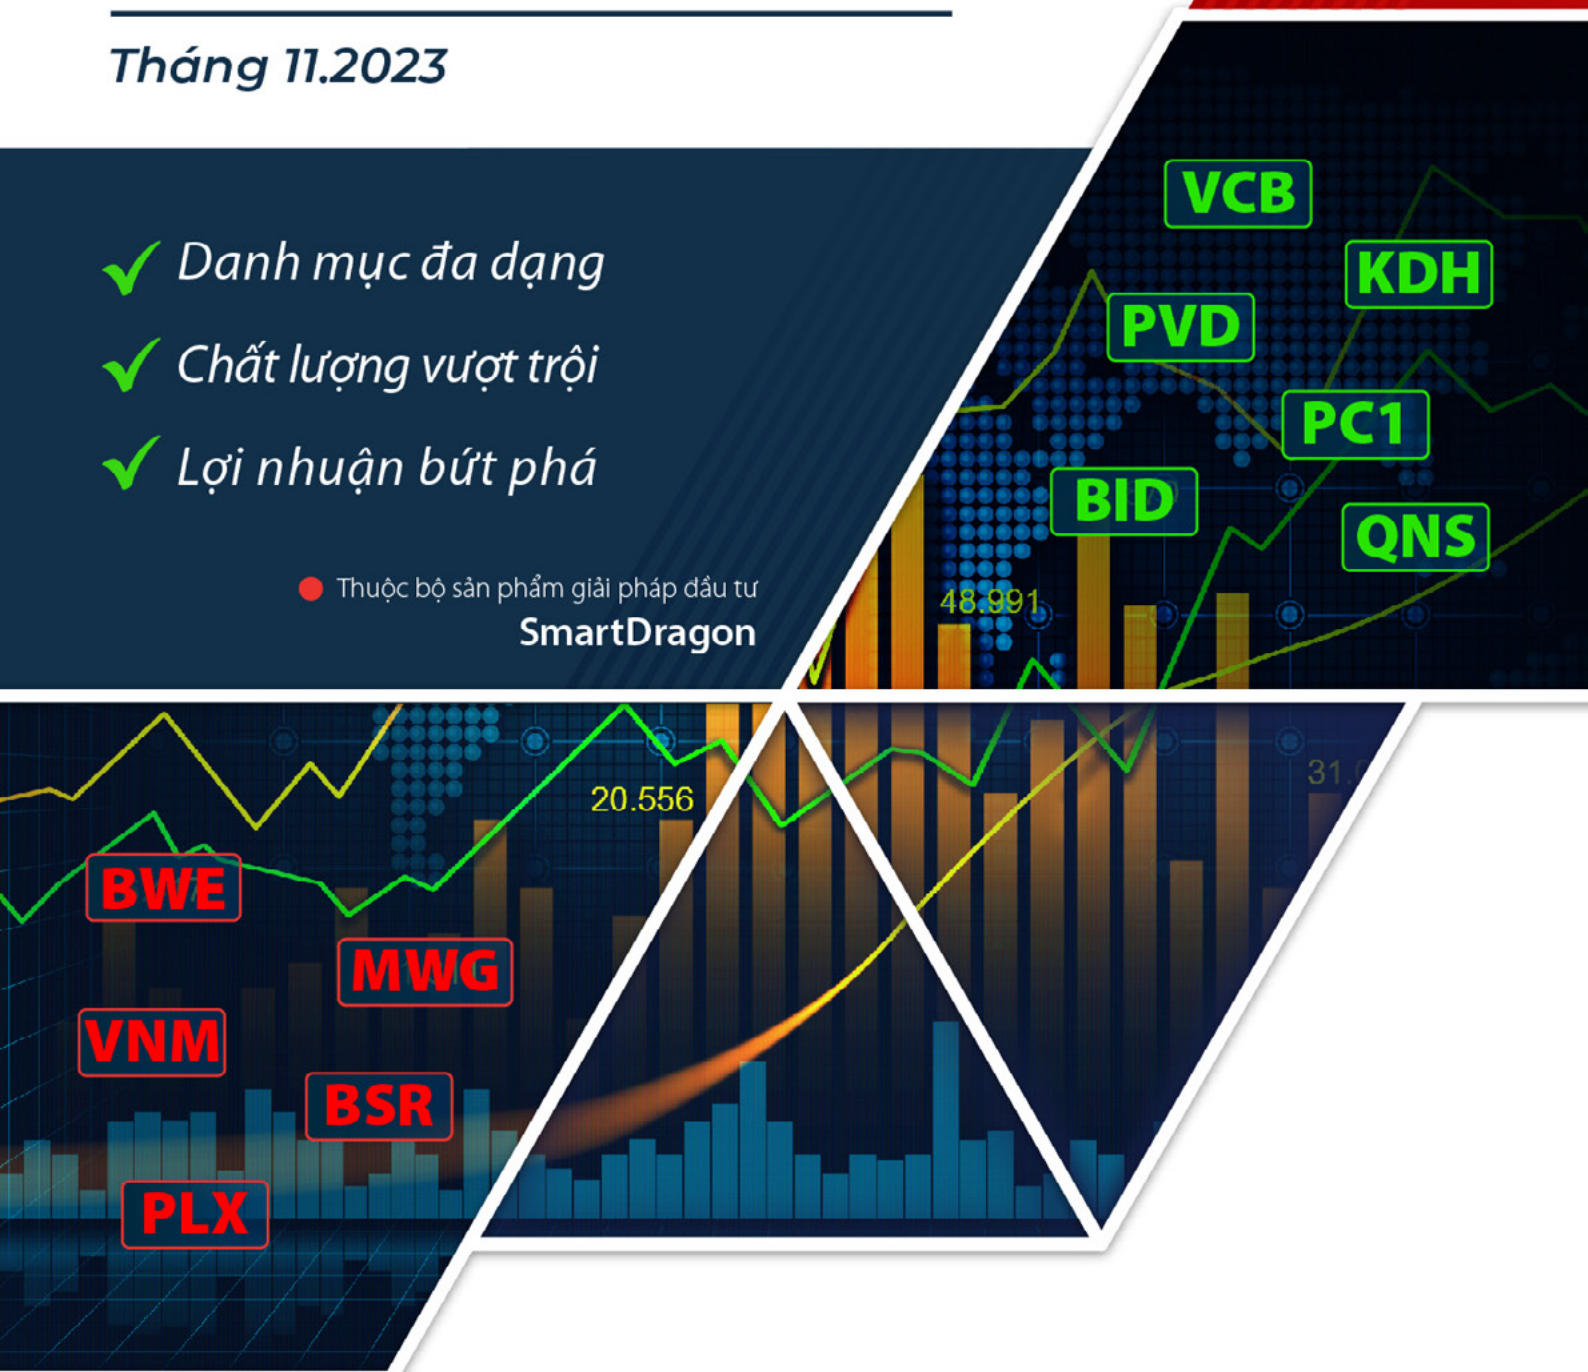 Tháng 11.2023
Danh mục đa dạng
Chất lượng vượt trội
Lợi nhuận bứt phá
Thuộc bộ sản phẩm giải pháp đầu tư
SmartDragon
VCB
KDH
PVD
PC1
BID
QNS
48.991
20.556
BWE
MWG
VNM
BSR
PLX